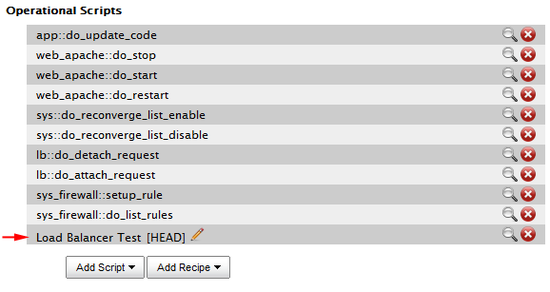 Operational Scripts
app::do_update_code
web_apache::do_stop
web_apache::do_start
web_apache::do_restart
sys::do_reconverge_list_enable
sys::do_reconverge_list_disable
lb::do_detach_request
lb::do_attach_request
sys_firewall::setup_rule
sys_firewall::do_list_rules
Load Balancer Test [HEAD]
Add Script Add Recipe